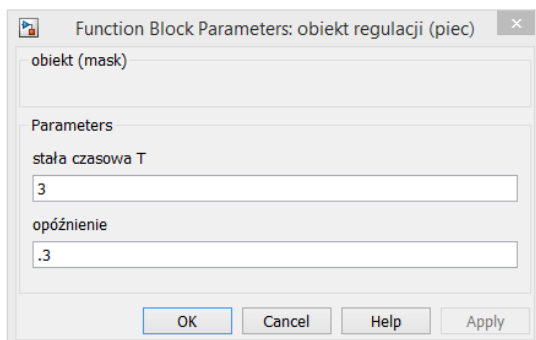 Function Block Parameters: obiekt regulacji (piec)
obiekt (mask)
Parameters
stała czasowa T
3
opóźnienie
.3
OK Cancel Help Apply